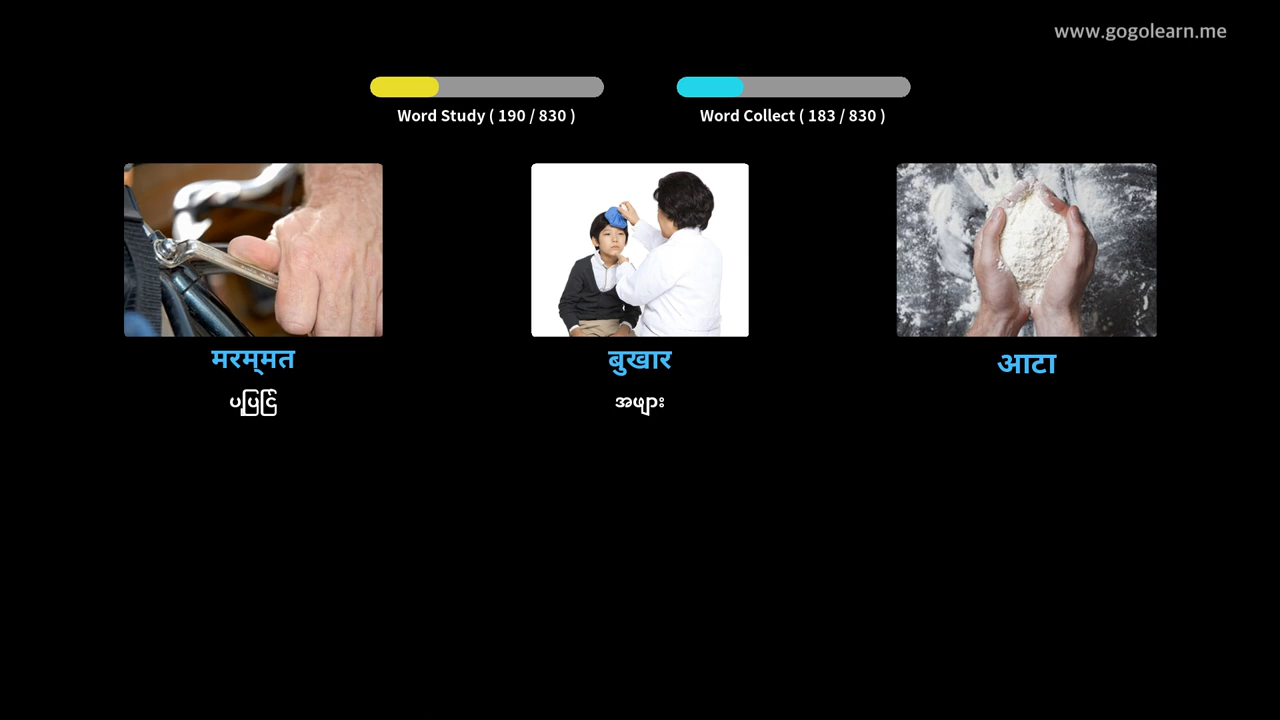 www.gogolearn.me
Word Study ( 190 / 830 )
Word Collect ( 183 / 830 )
मरम्मत
बुखार
आटा
ပြုပြင်
အဖျား